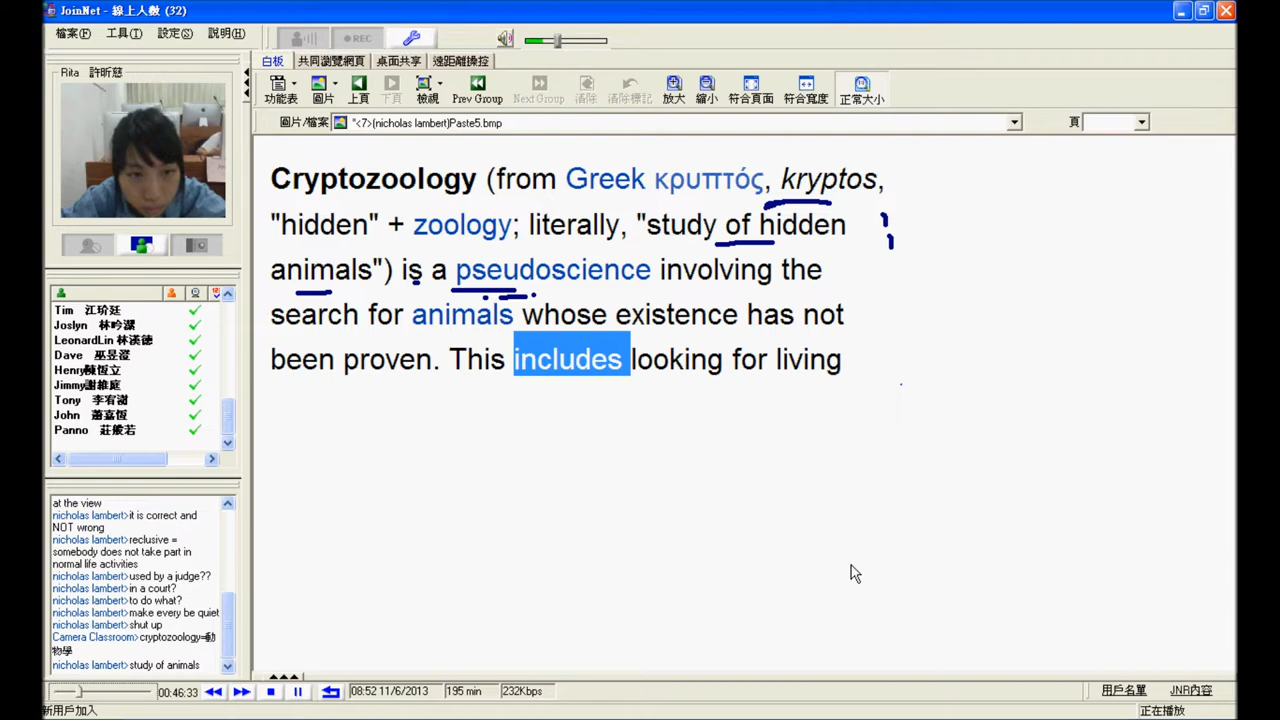 JoinNet - 線上人數 (32)
檔案(F) 工具(T) 設定(S) 說明(H)
REC
Rita 許昕慈
白板 共同瀏覽網頁 桌面共享 遠距離操控
功能表 圖片 上頁 下頁 檢視 Prev Group Next Group 清除 清除標記 放大 縮小 符合頁面 符合寬度 正常大小
圖片/檔案 "<7>(nicholas lambert)Paste5.bmp 頁
Cryptozoology (from Greek κρυπτός, kryptos,
"hidden" + zoology; literally, "study of hidden
animals") is a pseudoscience involving the
search for animals whose existence has not
been proven. This includes looking for living
Tim 江玠廷
Joslyn 林吟潔
LeonardLin 林漢德
Dave 巫昱瀅
Henry陳恆立
Jimmy謝維庭
Tony 李宥澍
John 蕭嘉恆
Panno 莊般若
at the view
nicholas lambert>it is correct and
NOT wrong
nicholas lambert>reclusive =
somebody does not take part in
normal life activities
nicholas lambert>used by a judge??
nicholas lambert>in a court?
nicholas lambert>to do what?
nicholas lambert>make every be quiet
nicholas lambert>shut up
Camera Classroom>cryptozoology=動
物學
nicholas lambert>study of animals
00:46:33 08:52 11/6/2013 195 min 232Kbps 用戶名單 JNR內容
新用戶加入 正在播放